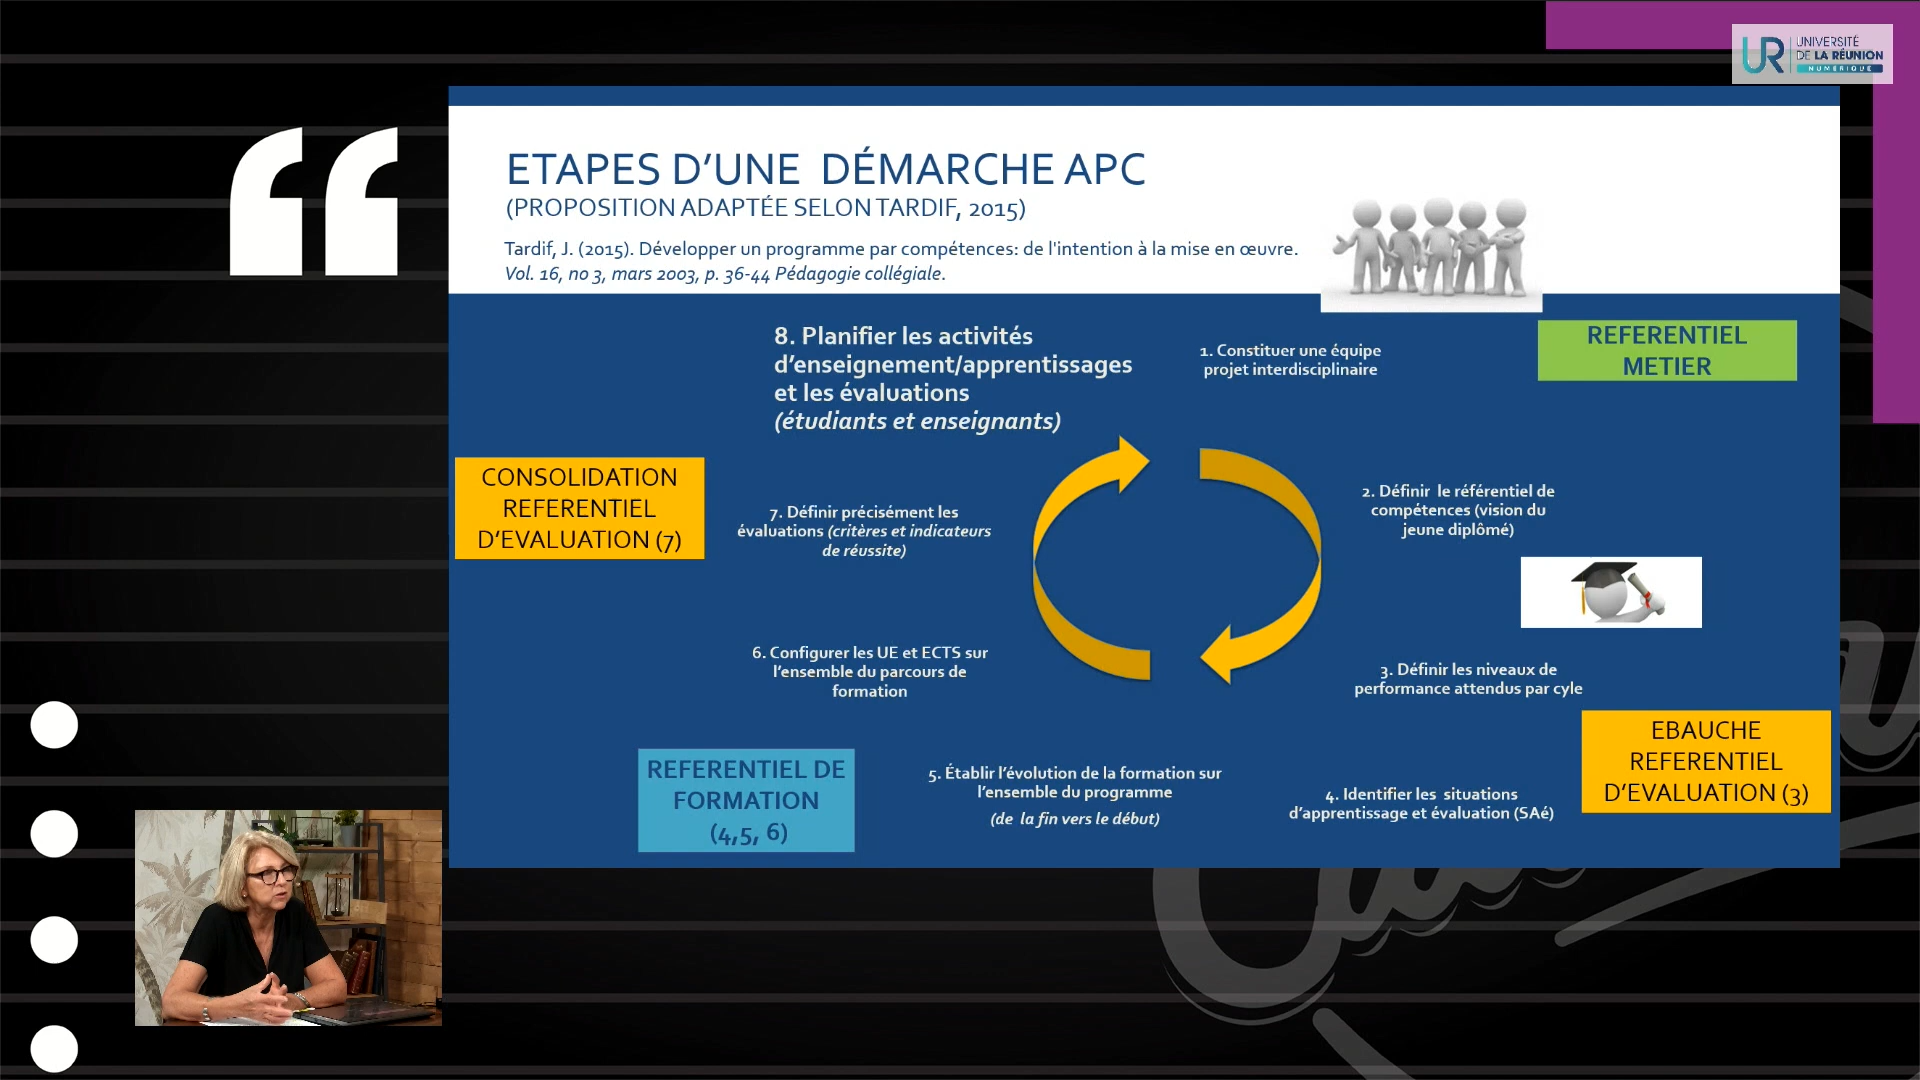 UR
UNIVERSITÉ
DE LA RÉUNION
NUMÉRIQUE
ETAPES D’UNE DÉMARCHE APC
(PROPOSITION ADAPTÉE SELON TARDIF, 2015)
Tardif, J. (2015). Développer un programme par compétences: de l'intention à la mise en œuvre.
Vol. 16, no 3, mars 2003, p. 36-44 Pédagogie collégiale.
8. Planifier les activités
d’enseignement/apprentissages
et les évaluations
(étudiants et enseignants)
1. Constituer une équipe
projet interdisciplinaire
REFERENTIEL
METIER
CONSOLIDATION
REFERENTIEL
D’EVALUATION (7)
7. Définir précisément les
évaluations (critères et indicateurs
de réussite)
2. Définir le référentiel de
compétences (vision du
jeune diplômé)
6. Configurer les UE et ECTS sur
l’ensemble du parcours de
formation
3. Définir les niveaux de
performance attendus par cyle
EBAUCHE
REFERENTIEL
D’EVALUATION (3)
REFERENTIEL DE
FORMATION
(4,5, 6)
5. Établir l’évolution de la formation sur
l’ensemble du programme
(de la fin vers le début)
4. Identifier les situations
d’apprentissage et évaluation (SAé)